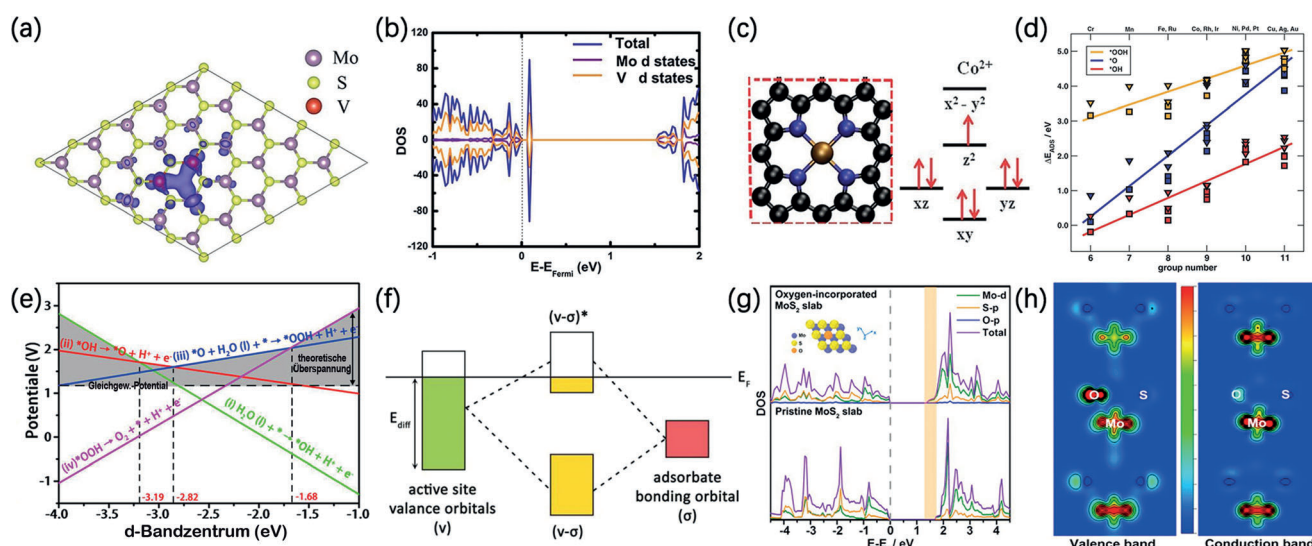 (a)
Mo
S
V
(b)
120
80
40
0
-40
-80
-120
DOS
Total
Mo d states
V d states
-1
0
1
2
E-E_Fermi (eV)
(c)
Co²⁺
x² - y²
z²
xz
yz
xy
(d)
Cr
Mn
Fe, Ru
Co, Rh, Ir
Ni, Pd, Pt
Cu, Ag, Au
*OOH
*O
*OH
5.0
4.0
3.0
2.0
1.0
0.0
ΔE_ADS / eV
6
7
8
9
10
11
group number
(e)
3
2
1
0
-1
Potentiale (V)
(ii) *OH → *O + H⁺ + e⁻
(iii) *O + H₂O (l) + * → *OOH + H⁺ + e⁻
theoretische
Überspannung
Gleichgew.-Potential
(i) H₂O (l) + * → *OH + H⁺ + e⁻
(iv) *OOH → O₂ + * + H⁺ + e⁻
-3.19
-2.82
-1.68
-4.0
-3.5
-3.0
-2.5
-2.0
-1.5
-1.0
d-Bandzentrum (eV)
(f)
(v-σ)*
E_F
E_diff
active site
valance orbitals
(v)
(v-σ)
adsorbate
bonding orbital
(σ)
(g)
Oxygen-incorporated
MoS₂ slab
Mo
S
O
Mo-d
S-p
O-p
Total
DOS
Pristine MoS₂ slab
-4
-3
-2
-1
0
1
2
3
4
/ eV
(h)
O
S
Mo
O
S
Mo
Valence band
Conduction band